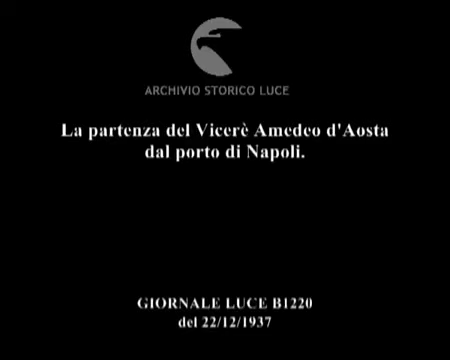 ARCHIVIO STORICO LUCE
La partenza del Vicerè Amedeo d'Aosta
dal porto di Napoli.
GIORNALE LUCE B1220
del 22/12/1937